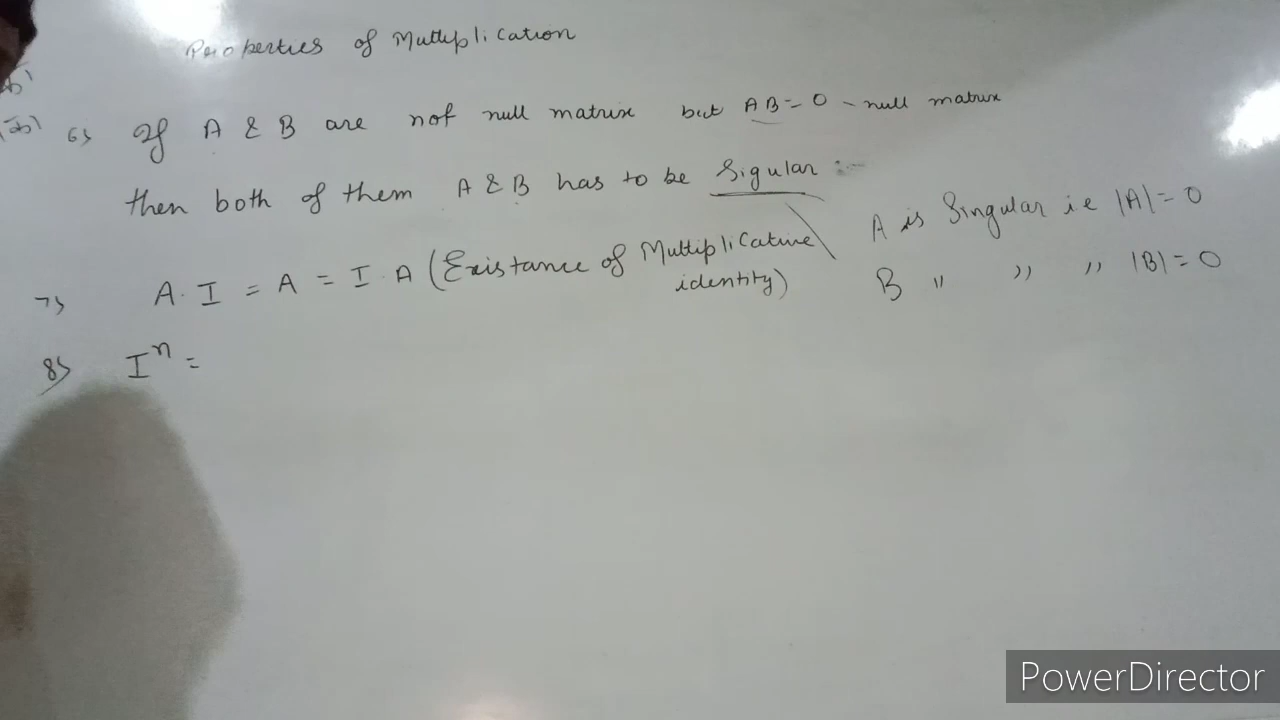 Properties of Multiplication
6) If A & B are not null matrix but AB = 0 - null matrix
then both of them A & B has to be Sigular
A is Singular ie |A| = 0
B " " " |B| = 0
7) A . I = A = I . A (Existance of Multiplicative identity)
8) Iⁿ =
PowerDirector